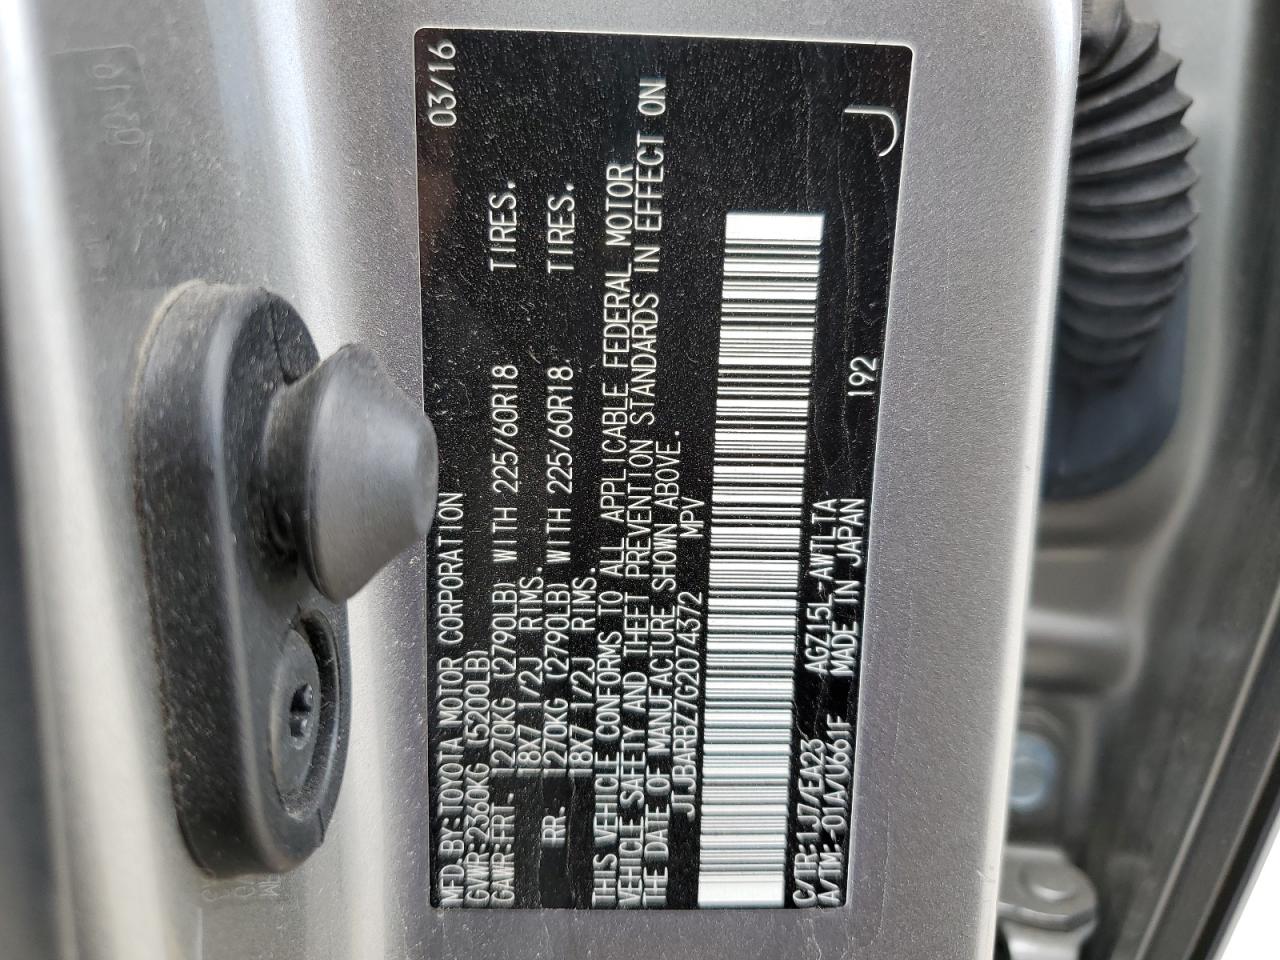 MFD.BY:TOYOTA MOTOR CORPORATION 03/16
GVWR:2360KG (5200LB)
GAWR:FRT. 1270KG (2790LB) WITH 225/60R18 TIRES.
18X7 1/2J RIMS.
RR. 1270KG (2790LB) WITH 225/60R18. TIRES.
18X7 1/2J RIMS.
THIS VEHICLE CONFORMS TO ALL APPLICABLE FEDERAL MOTOR
VEHICLE SAFETY AND THEFT PREVENTION STANDARDS IN EFFECT ON
THE DATE OF MANUFACTURE SHOWN ABOVE.
JTJBARBZ7G2074372 MPV
C/TR:1J7/EA23 AGZ15L-AWTLTA 192 J
A/TM:-01A/U661F MADE IN JAPAN